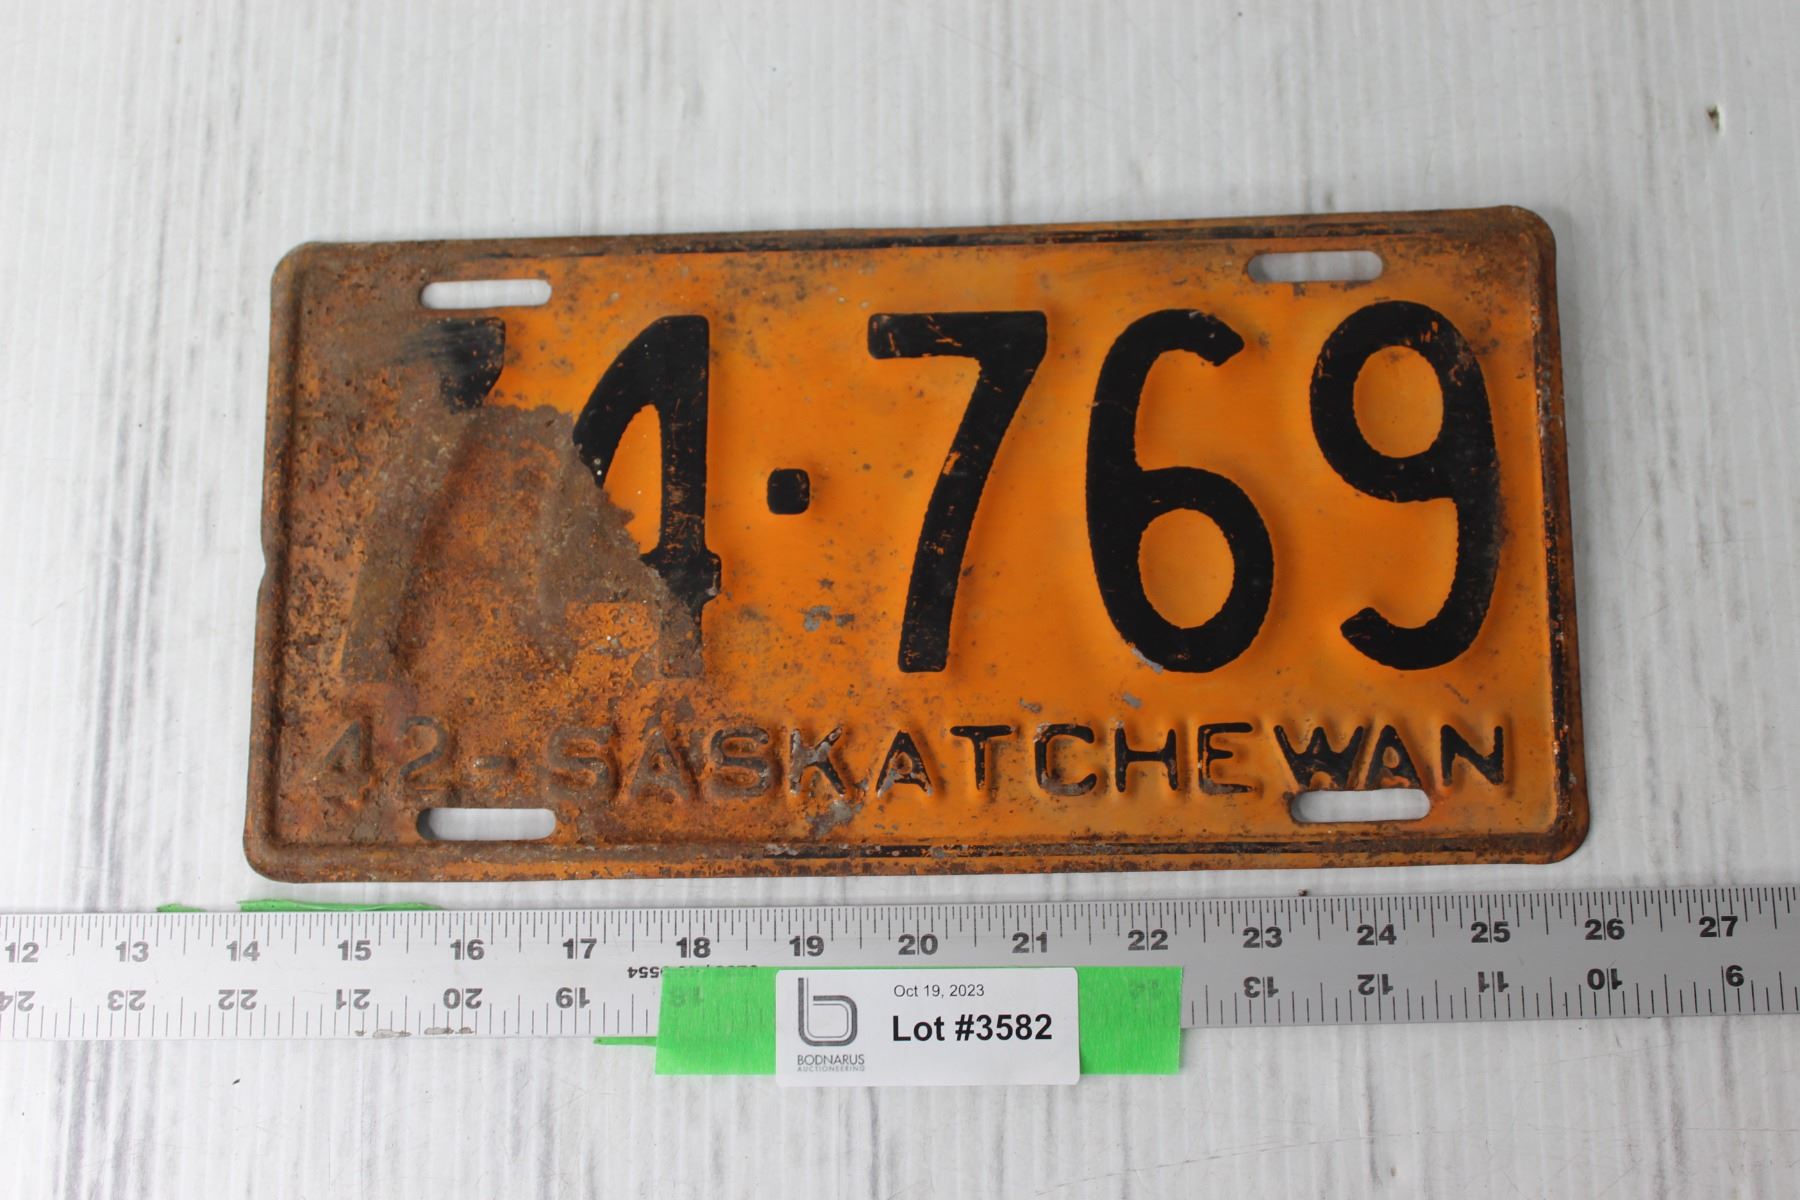 74·769
42-SASKATCHEWAN
12 13 14 15 16 17 18 19 20 21 22 23 24 25 26 27
24 23 22 21 20 19 18 14 13 12 11 10 9
Oct 19, 2023
Lot #3582
BODNARUS
AUCTIONEERING